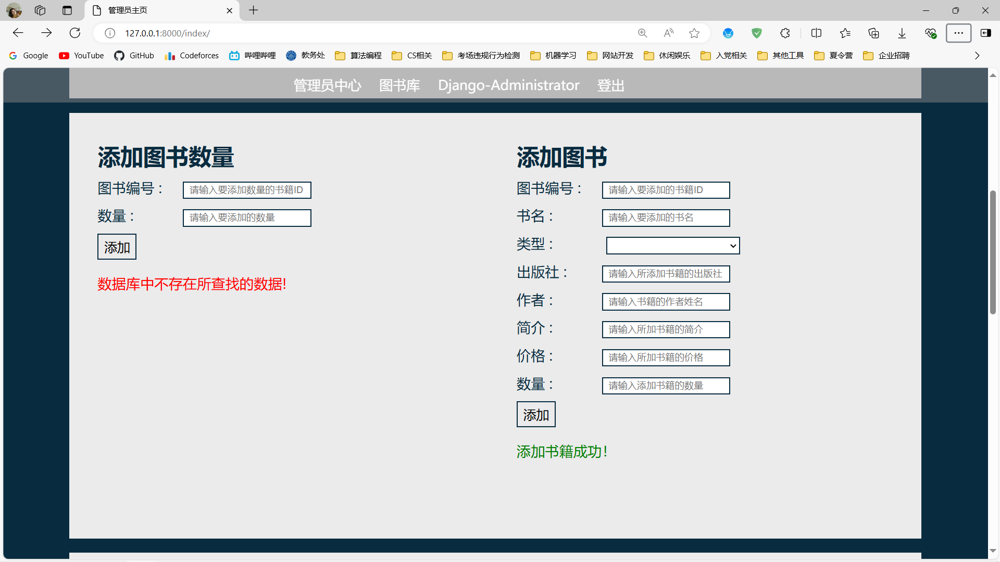 管理员主页
127.0.0.1:8000/index/
Google YouTube GitHub Codeforces 哔哩哔哩 教务处 算法编程 CS相关 考场违规行为检测 机器学习 网站开发 休闲娱乐 入党相关 其他工具 夏令营 企业招聘
管理员中心 图书库 Django-Administrator 登出
添加图书数量
图书编号： 请输入要添加数量的书籍ID
数量： 请输入要添加的数量
添加
数据库中不存在所查找的数据!
添加图书
图书编号： 请输入要添加的书籍ID
书名： 请输入要添加的书名
类型：
出版社： 请输入所添加书籍的出版社
作者： 请输入书籍的作者姓名
简介： 请输入所加书籍的简介
价格： 请输入所加书籍的价格
数量： 请输入添加书籍的数量
添加
添加书籍成功！